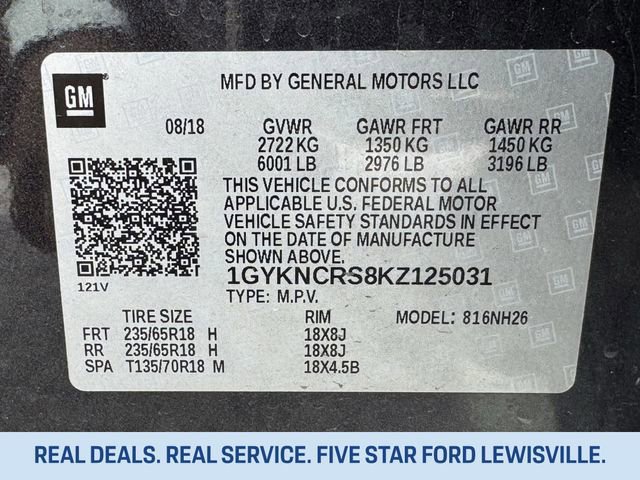 GM
MFD BY GENERAL MOTORS LLC
08/18 GVWR GAWR FRT GAWR RR
2722 KG 1350 KG 1450 KG
6001 LB 2976 LB 3196 LB
THIS VEHICLE CONFORMS TO ALL
APPLICABLE U.S. FEDERAL MOTOR
VEHICLE SAFETY STANDARDS IN EFFECT
ON THE DATE OF MANUFACTURE
SHOWN ABOVE.
121V
1GYKNCRS8KZ125031
TYPE: M.P.V.
TIRE SIZE RIM MODEL: 816NH26
FRT 235/65R18 H 18X8J
RR 235/65R18 H 18X8J
SPA T135/70R18 M 18X4.5B
REAL DEALS. REAL SERVICE. FIVE STAR FORD LEWISVILLE.